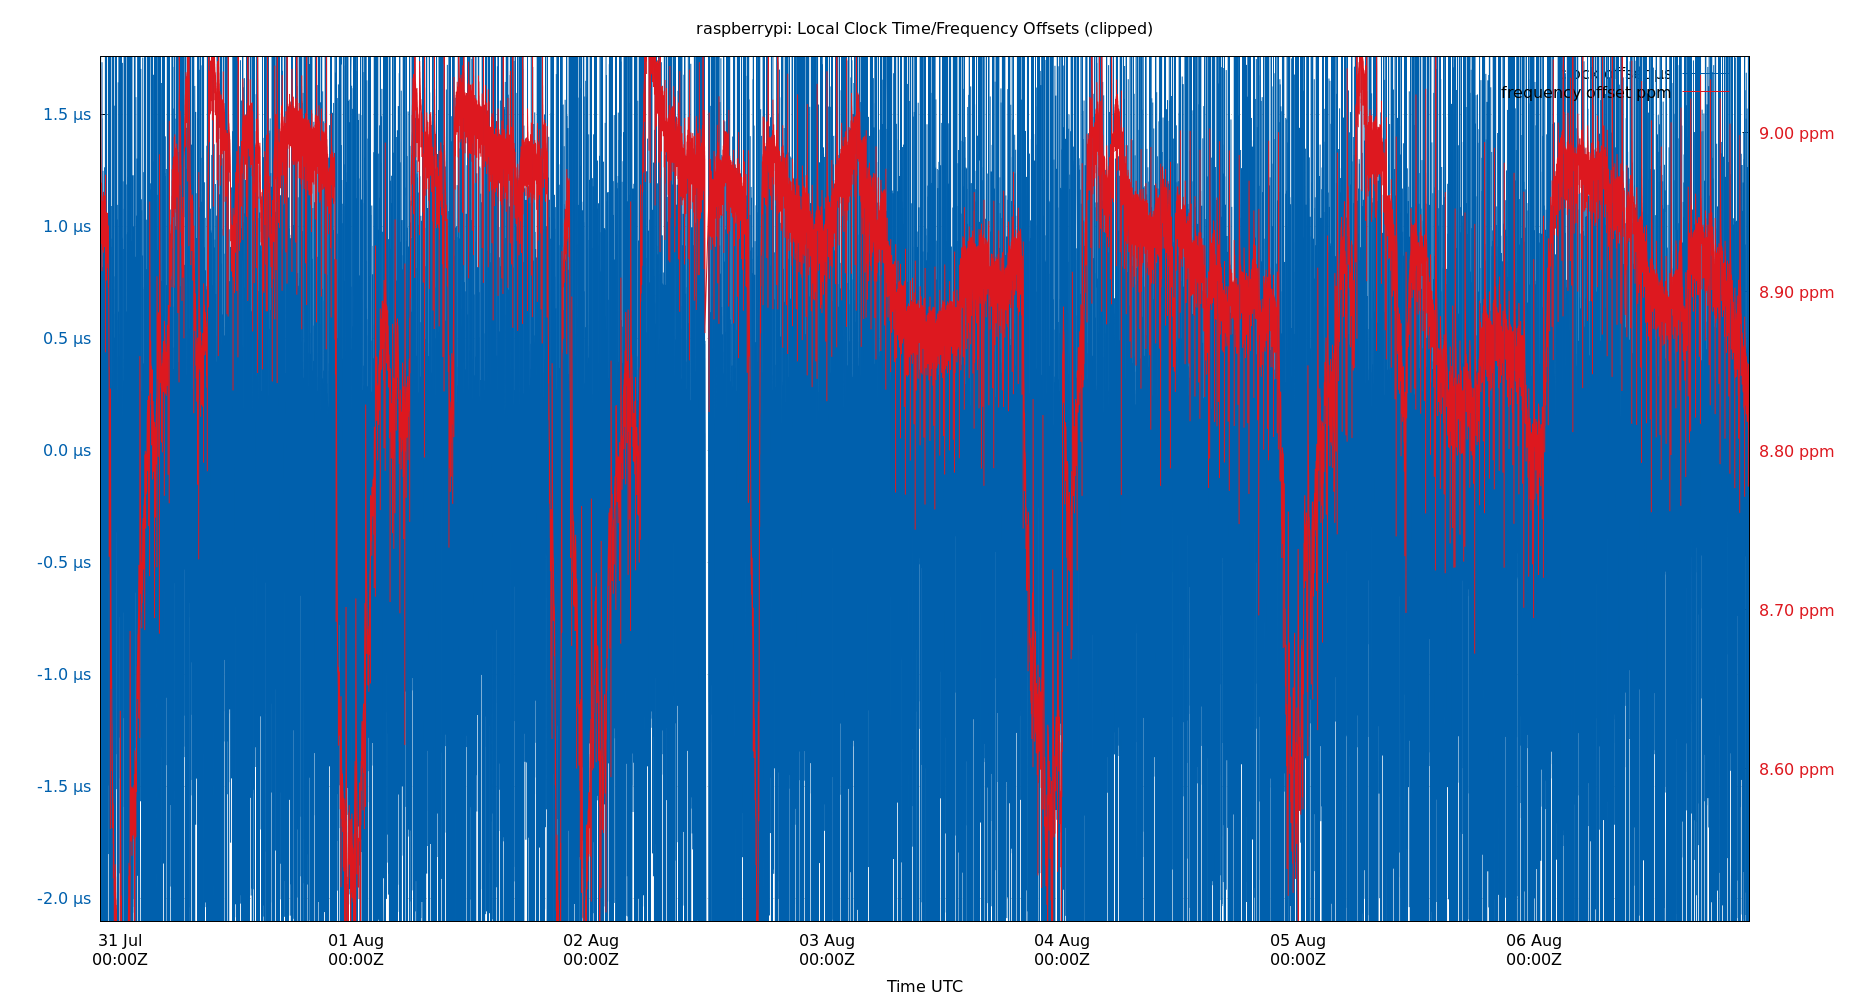 raspberrypi: Local Clock Time/Frequency Offsets (clipped)
clock offset µs
frequency offset ppm
1.5 µs
1.0 µs
0.5 µs
0.0 µs
-0.5 µs
-1.0 µs
-1.5 µs
-2.0 µs
9.00 ppm
8.90 ppm
8.80 ppm
8.70 ppm
8.60 ppm
31 Jul
00:00Z
01 Aug
00:00Z
02 Aug
00:00Z
03 Aug
00:00Z
04 Aug
00:00Z
05 Aug
00:00Z
06 Aug
00:00Z
Time UTC